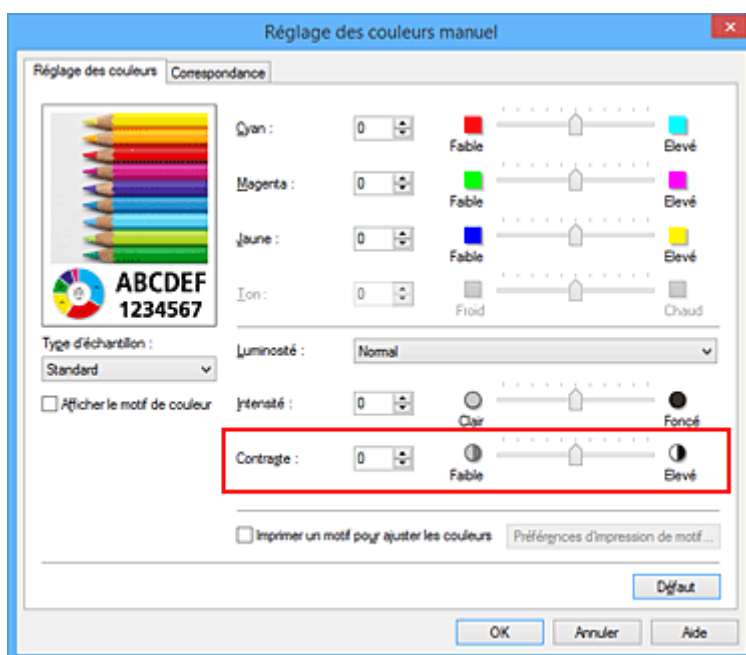 Réglage des couleurs manuel
Réglage des couleurs Correspondance
Cyan : 0 Faible Elevé
Magenta : 0 Faible Elevé
Jaune : 0 Faible Elevé
Ton : 0 Froid Chaud
ABCDEF
1234567
Type d'échantillon :
Standard
Afficher le motif de couleur
Luminosité : Normal
Intensité : 0 Clair Foncé
Contraste : 0 Faible Elevé
Imprimer un motif pour ajuster les couleurs Préférences d'impression de motif...
Défaut
OK Annuler Aide